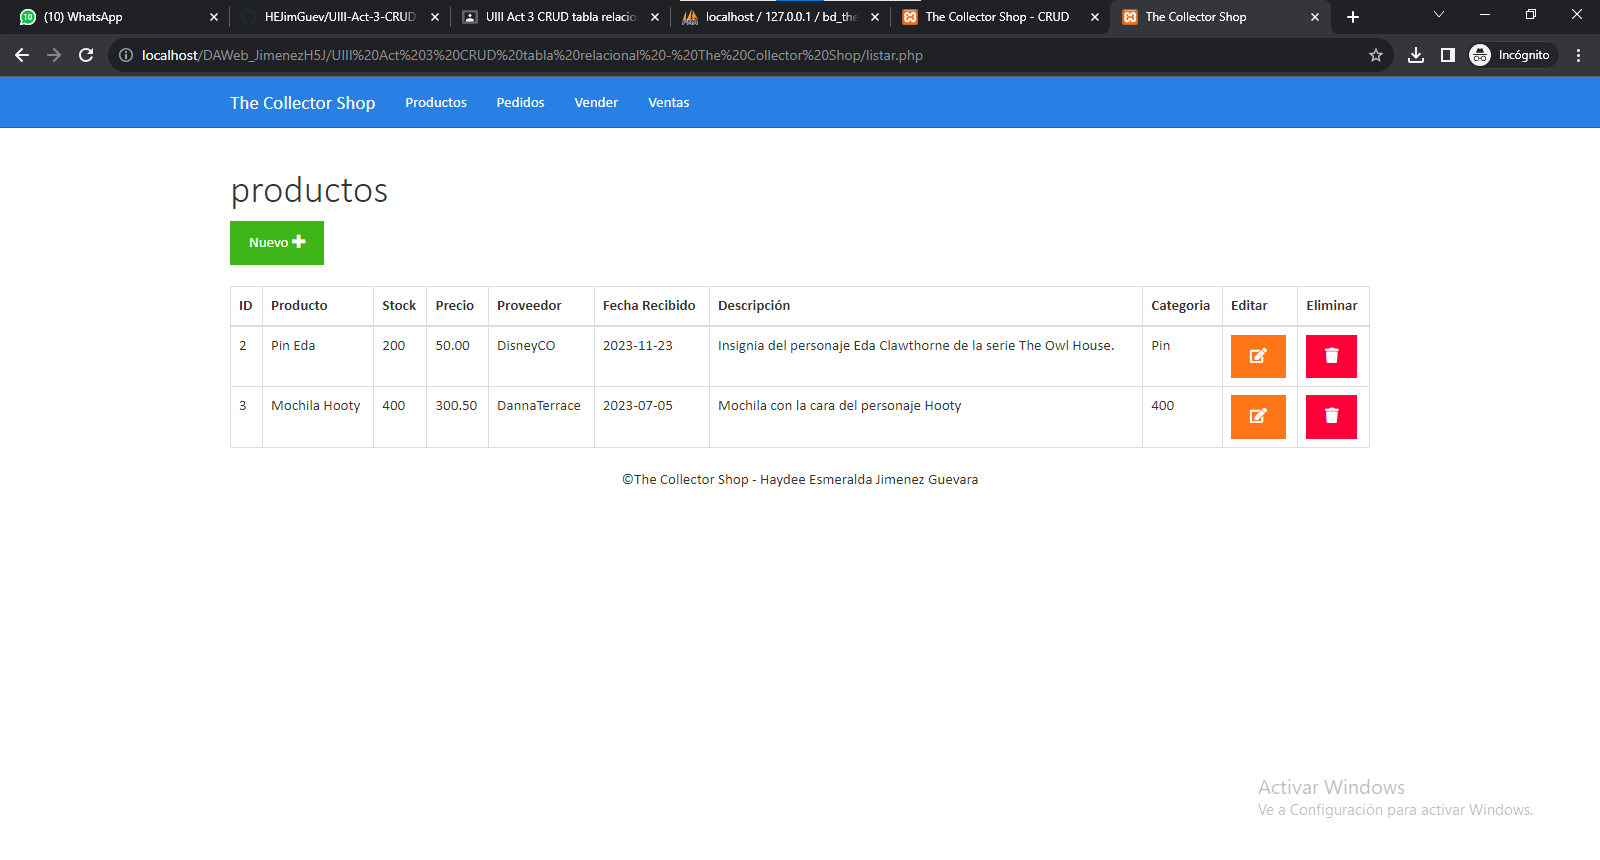 10 (10) WhatsApp
HEJimGuev/UIII-Act-3-CRUD
UIII Act 3 CRUD tabla relacio
localhost / 127.0.0.1 / bd_the
The Collector Shop - CRUD
The Collector Shop
localhost/DAWeb_JimenezH5J/UIII%20Act%203%20CRUD%20tabla%20relacional%20-%20The%20Collector%20Shop/listar.php
Incógnito
The Collector Shop Productos Pedidos Vender Ventas
productos
Nuevo
ID Producto Stock Precio Proveedor Fecha Recibido Descripción Categoria Editar Eliminar
2 Pin Eda 200 50.00 DisneyCO 2023-11-23 Insignia del personaje Eda Clawthorne de la serie The Owl House. Pin
3 Mochila Hooty 400 300.50 DannaTerrace 2023-07-05 Mochila con la cara del personaje Hooty 400
©The Collector Shop - Haydee Esmeralda Jimenez Guevara
Activar Windows
Ve a Configuración para activar Windows.